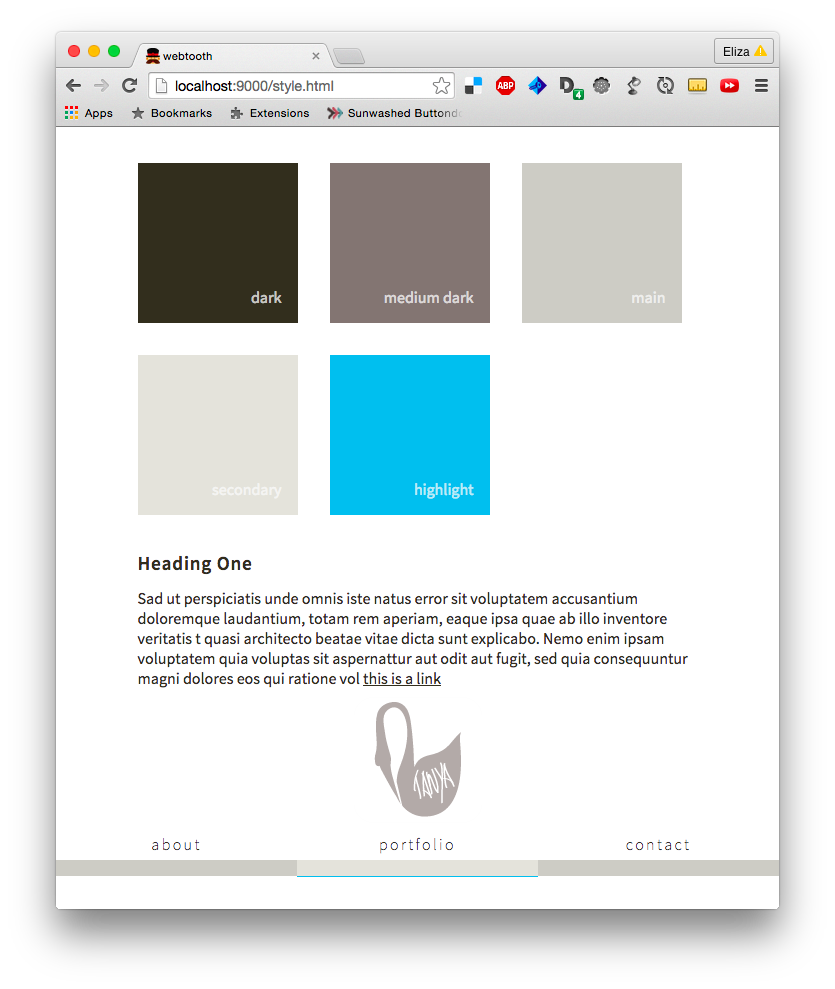 webtooth
Eliza
localhost:9000/style.html
ABP
D
4
Apps
Bookmarks
Extensions
Sunwashed Buttondo
dark
medium dark
main
secondary
highlight
Heading One
Sad ut perspiciatis unde omnis iste natus error sit voluptatem accusantium
doloremque laudantium, totam rem aperiam, eaque ipsa quae ab illo inventore
veritatis t quasi architecto beatae vitae dicta sunt explicabo. Nemo enim ipsam
voluptatem quia voluptas sit aspernattur aut odit aut fugit, sed quia consequuntur
magni dolores eos qui ratione vol this is a link
TANYA
about
portfolio
contact